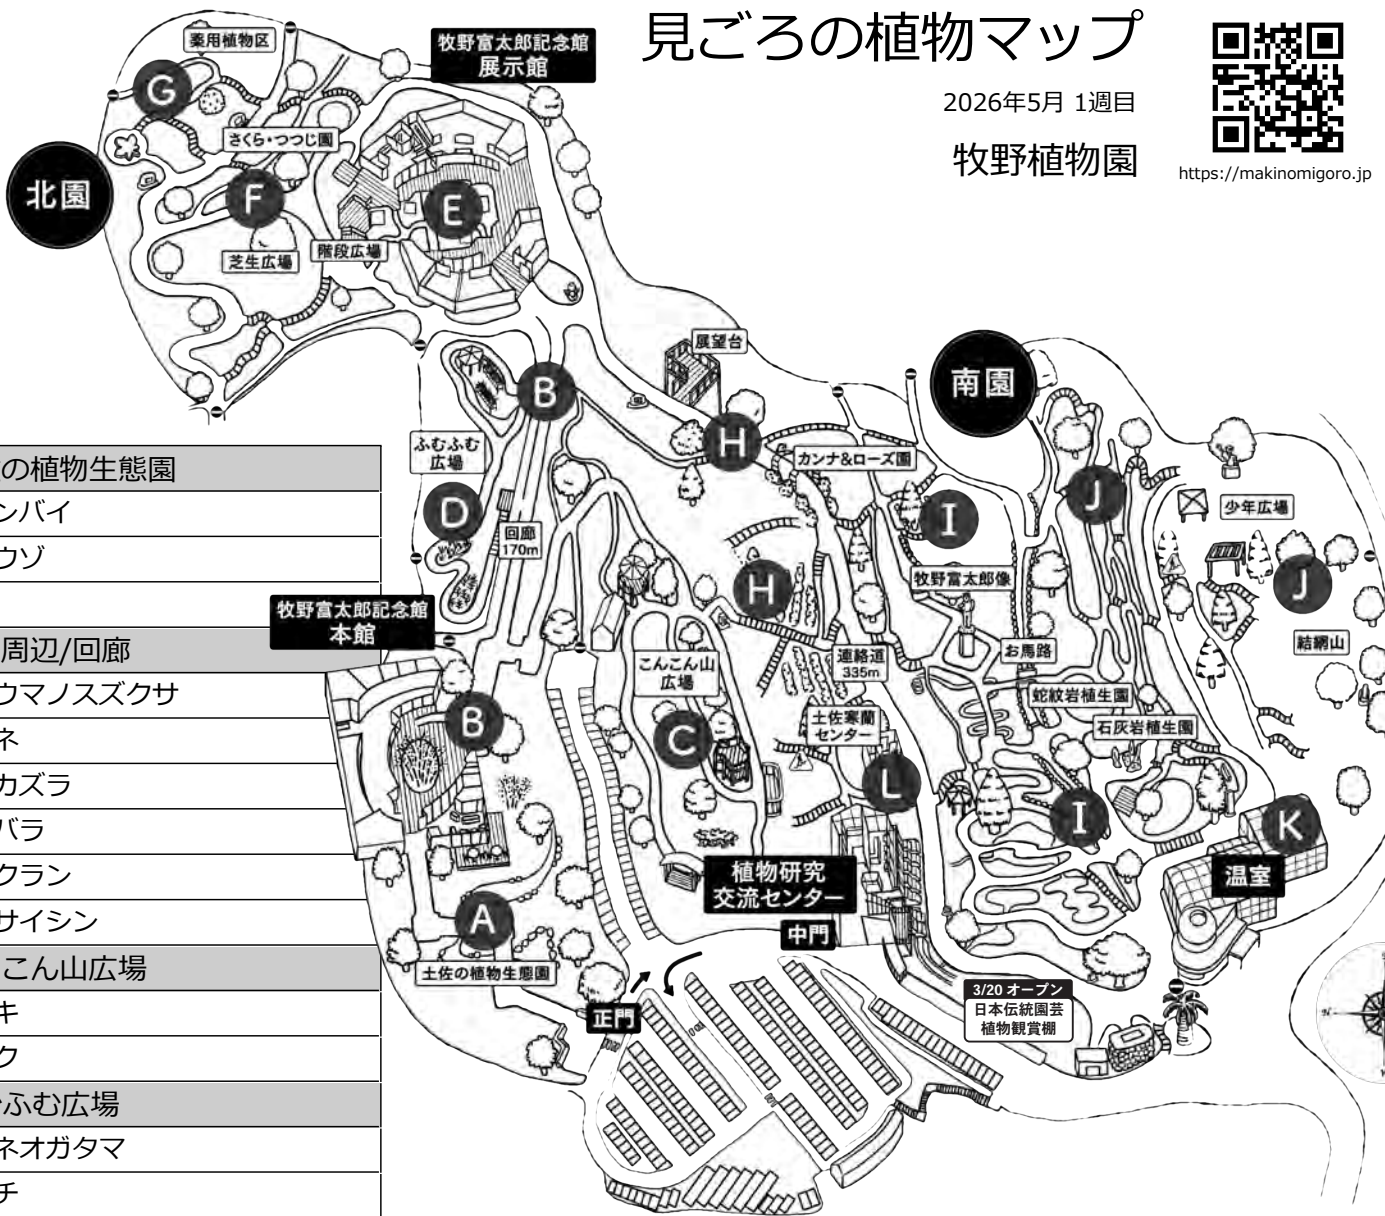 見ごろの植物マップ
2026年5月 1週目
牧野植物園
https://makinomigoro.jp
薬用植物区
牧野富太郎記念館
展示館
G
さくら・つつじ園
北園
F
E
芝生広場
階段広場
展望台
南園
B
H
ふむふむ
広場
カンナ&ローズ園
D
I
J
少年広場
回廊
170m
牧野富太郎像
H
J
牧野富太郎記念館
本館
こんこん山
広場
連絡道
335m
お馬路
結網山
蛇紋岩植生園
B
C
土佐寒蘭
センター
石灰岩植生園
L
I
K
植物研究
交流センター
温室
A
中門
土佐の植物生態園
正門
3/20 オープン
日本伝統園芸
植物観賞棚
の植物生態園
ンバイ
ウゾ
周辺/回廊
ウマノスズクサ
ネ
カズラ
バラ
クラン
サイシン
こん山広場
キ
ク
ふむ広場
ネオガタマ
チ